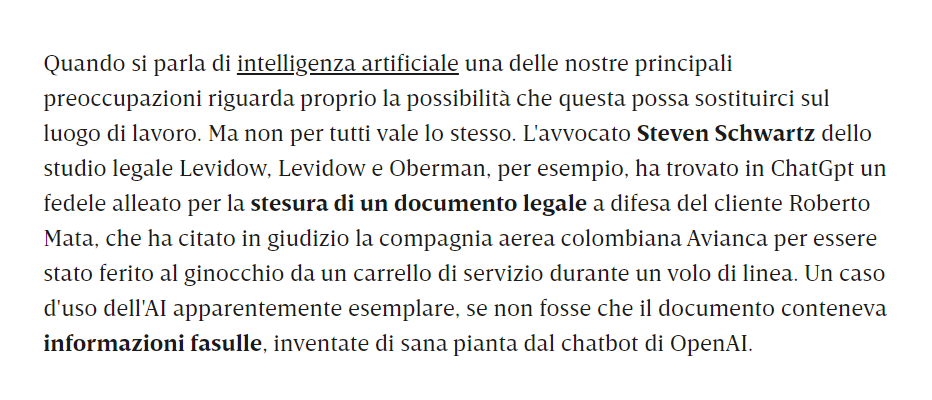 Quando si parla di intelligenza artificiale una delle nostre principali
preoccupazioni riguarda proprio la possibilità che questa possa sostituirci sul
luogo di lavoro. Ma non per tutti vale lo stesso. L'avvocato Steven Schwartz dello
studio legale Levidow, Levidow e Oberman, per esempio, ha trovato in ChatGpt un
fedele alleato per la stesura di un documento legale a difesa del cliente Roberto
Mata, che ha citato in giudizio la compagnia aerea colombiana Avianca per essere
stato ferito al ginocchio da un carrello di servizio durante un volo di linea. Un caso
d'uso dell'AI apparentemente esemplare, se non fosse che il documento conteneva
informazioni fasulle, inventate di sana pianta dal chatbot di OpenAI.